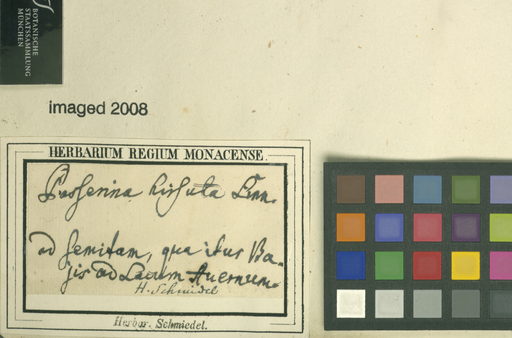 BOTANISCHE
STAATSSAMMLUNG
MÜNCHEN
imaged 2008
HERBARIUM REGIUM MONACENSE.
Passerina hirsuta Linn.
ad semitam, qua itur Ba-
jis ad Lacum Avernum.
H. Schmidel
Herbar. Schmiedel.